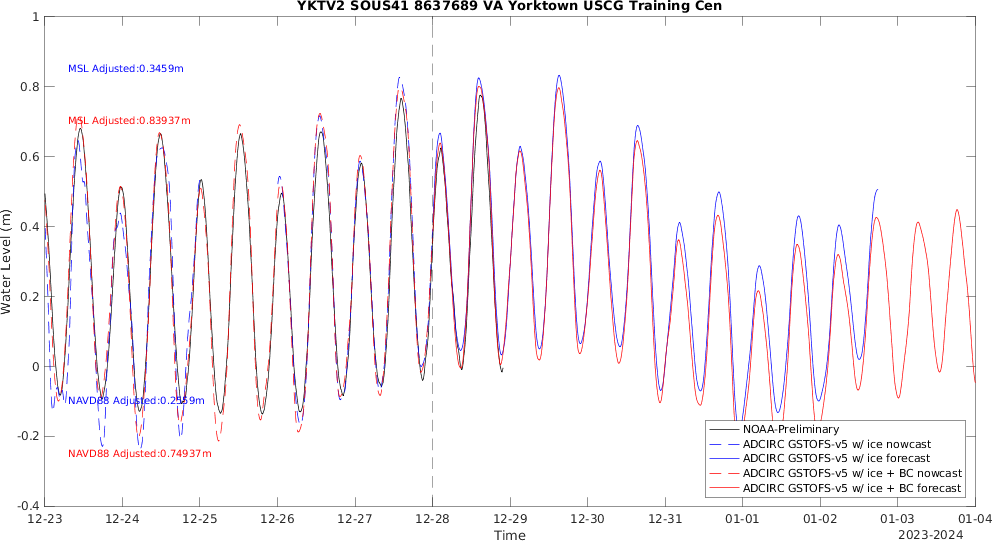 YKTV2 SOUS41 8637689 VA Yorktown USCG Training Cen
1
0.8
0.6
0.4
0.2
0
-0.2
-0.4
Water Level (m)
MSL Adjusted:0.3459m
MSL Adjusted:0.83937m
NAVD88 Adjusted:0.2559m
NAVD88 Adjusted:0.74937m
NOAA-Preliminary
ADCIRC GSTOFS-v5 w/ ice nowcast
ADCIRC GSTOFS-v5 w/ ice forecast
ADCIRC GSTOFS-v5 w/ ice + BC nowcast
ADCIRC GSTOFS-v5 w/ ice + BC forecast
12-23 12-24 12-25 12-26 12-27 12-28 12-29 12-30 12-31 01-01 01-02 01-03 01-04
Time
2023-2024